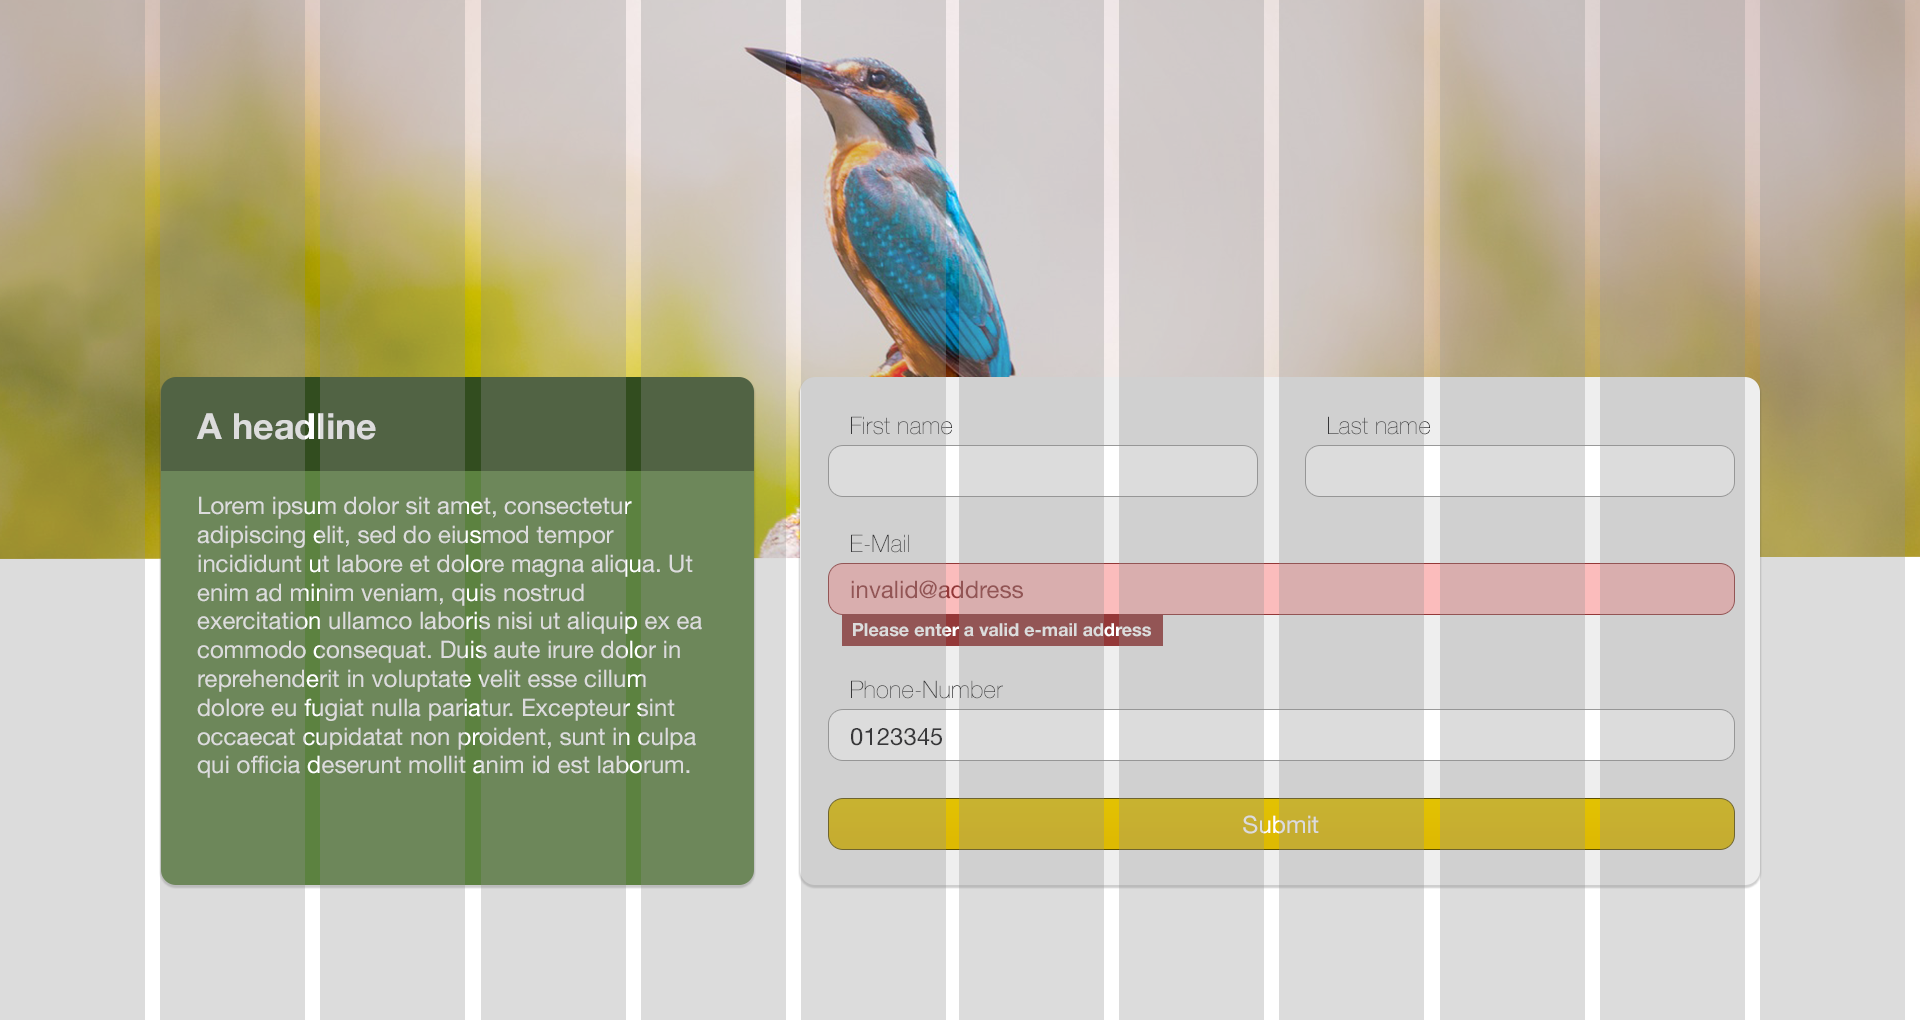 A headline
Lorem ipsum dolor sit amet, consectetur
adipiscing elit, sed do eiusmod tempor
incididunt ut labore et dolore magna aliqua. Ut
enim ad minim veniam, quis nostrud
exercitation ullamco laboris nisi ut aliquip ex ea
commodo consequat. Duis aute irure dolor in
reprehenderit in voluptate velit esse cillum
dolore eu fugiat nulla pariatur. Excepteur sint
occaecat cupidatat non proident, sunt in culpa
qui officia deserunt mollit anim id est laborum.
First name
Last name
E-Mail
invalid@address
Please enter a valid e-mail address
Phone-Number
0123345
Submit